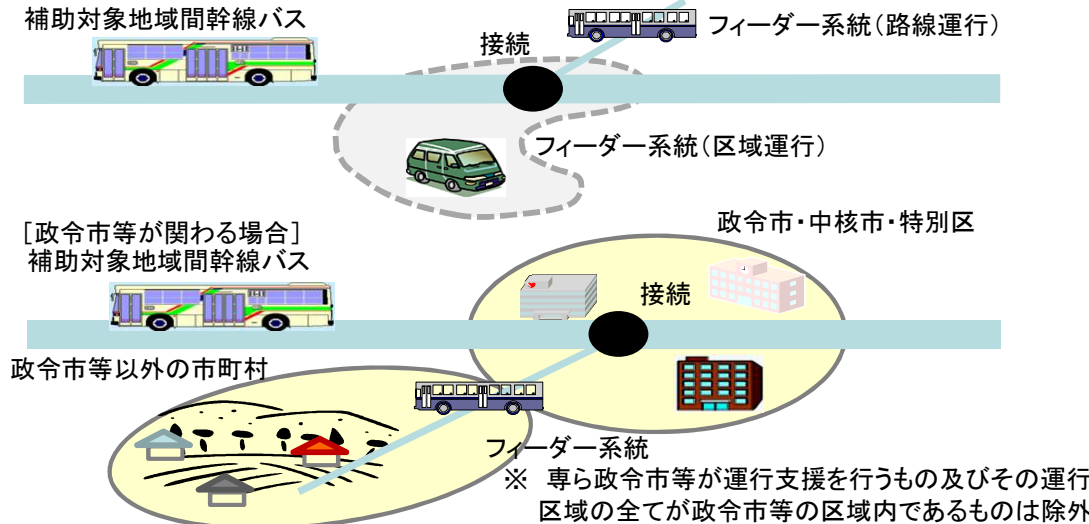 補助対象地域間幹線バス
フィーダー系統(路線運行)
接続
フィーダー系統(区域運行)
[政令市等が関わる場合]
補助対象地域間幹線バス
政令市・中核市・特別区
接続
政令市等以外の市町村
フィーダー系統
※ 専ら政令市等が運行支援を行うもの及びその運行
区域の全てが政令市等の区域内であるものは除外